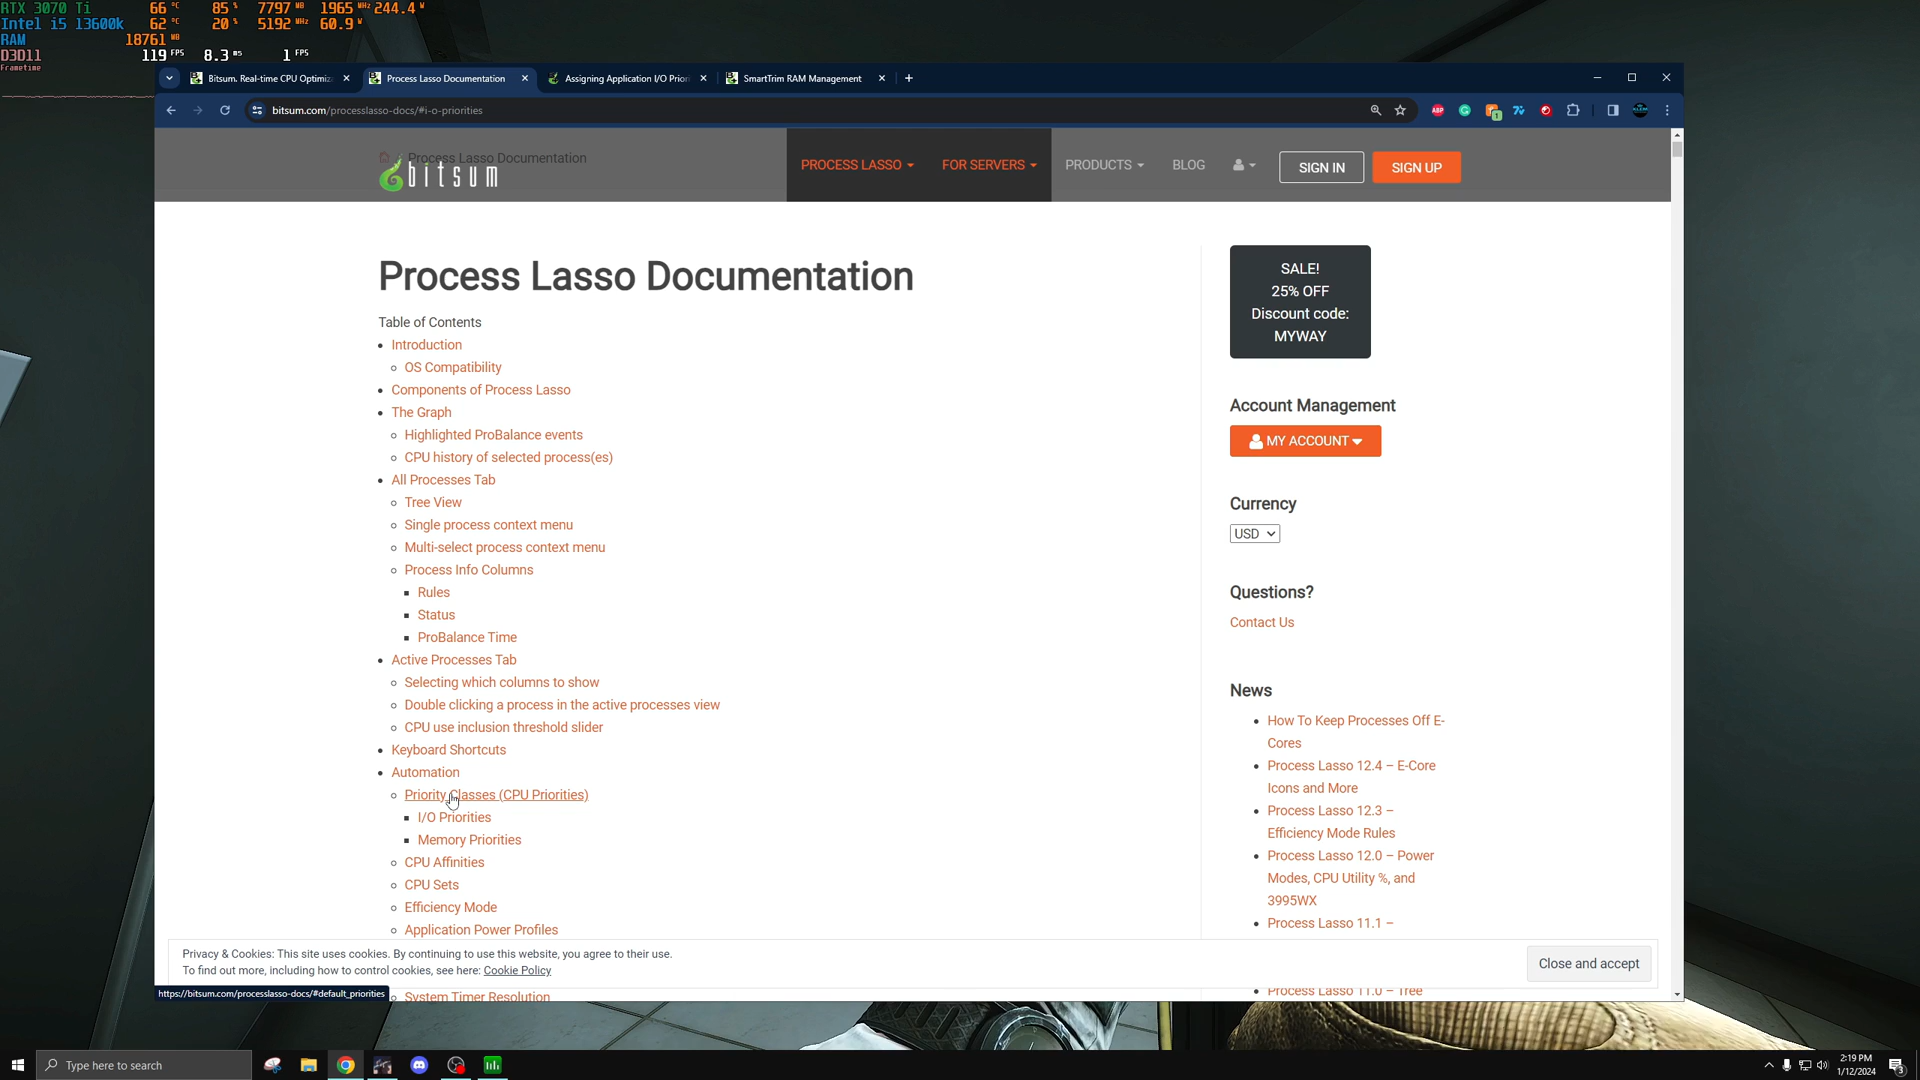 RTX 3070 Ti 66 °C 85 % 7797 MB 1965 MHz 244.4 W
Intel i5 13600k 62 °C 20 % 5192 MHz 60.9 W
RAM 18761 MB
D3D11 119 FPS 8.3 ms 1 FPS
Frametime
Bitsum. Real-time CPU Optimiz
Process Lasso Documentation
Assigning Application I/O Prior
SmartTrim RAM Management
bitsum.com/processlasso-docs/#i-o-priorities
ABP
1
Process Lasso Documentation
bitsum
PROCESS LASSO
FOR SERVERS
PRODUCTS
BLOG
SIGN IN
SIGN UP
Process Lasso Documentation
Table of Contents
Introduction
OS Compatibility
Components of Process Lasso
The Graph
Highlighted ProBalance events
CPU history of selected process(es)
All Processes Tab
Tree View
Single process context menu
Multi-select process context menu
Process Info Columns
Rules
Status
ProBalance Time
Active Processes Tab
Selecting which columns to show
Double clicking a process in the active processes view
CPU use inclusion threshold slider
Keyboard Shortcuts
Automation
Priority Classes (CPU Priorities)
I/O Priorities
Memory Priorities
CPU Affinities
CPU Sets
Efficiency Mode
Application Power Profiles
System Timer Resolution
SALE!
25% OFF
Discount code:
MYWAY
Account Management
MY ACCOUNT
Currency
USD
Questions?
Contact Us
News
How To Keep Processes Off E-
Cores
Process Lasso 12.4 – E-Core
Icons and More
Process Lasso 12.3 –
Efficiency Mode Rules
Process Lasso 12.0 – Power
Modes, CPU Utility %, and
3995WX
Process Lasso 11.1 –
Process Lasso 11.0 – Tree
Privacy & Cookies: This site uses cookies. By continuing to use this website, you agree to their use.
To find out more, including how to control cookies, see here: Cookie Policy
Close and accept
https://bitsum.com/processlasso-docs/#default_priorities
Type here to search
2:19 PM
1/12/2024
3